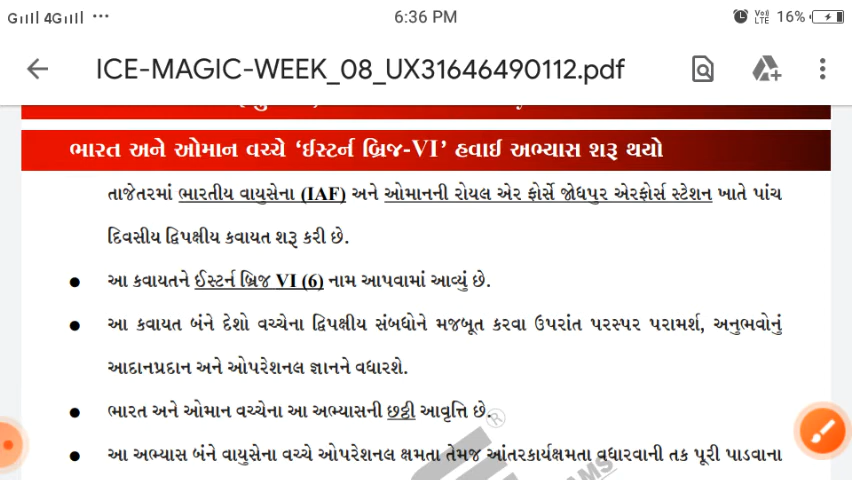 4G 6:36 PM Vo) LTE 16%
ICE-MAGIC-WEEK_08_UX31646490112.pdf
ભારત અને ઓમાન વચ્ચે ‘ઈસ્ટર્ન બ્રિજ-VI’ હવાઈ અભ્યાસ શરૂ થયો
તાજેતરમાં ભારતીય વાયુસેના (IAF) અને ઓમાનની રોયલ એર ફોર્સે જોધપુર એરફોર્સ સ્ટેશન ખાતે પાંચ
દિવસીય દ્વિપક્ષીય કવાયત શરૂ કરી છે.
● આ કવાયતને ઈસ્ટર્ન બ્રિજ VI (6) નામ આપવામાં આવ્યું છે.
● આ કવાયત બંને દેશો વચ્ચેના દ્વિપક્ષીય સંબધોને મજબૂત કરવા ઉપરાંત પરસ્પર પરામર્શ, અનુભવોનું
આદાનપ્રદાન અને ઓપરેશનલ જ્ઞાનને વધારશે.
● ભારત અને ઓમાન વચ્ચેના આ અભ્યાસની છઠ્ઠી આવૃત્તિ છે. ®
● આ અભ્યાસ બંને વાયુસેના વચ્ચે ઓપરેશનલ ક્ષમતા તેમજ આંતરકાર્યક્ષમતા વધારવાની તક પૂરી પાડવાના